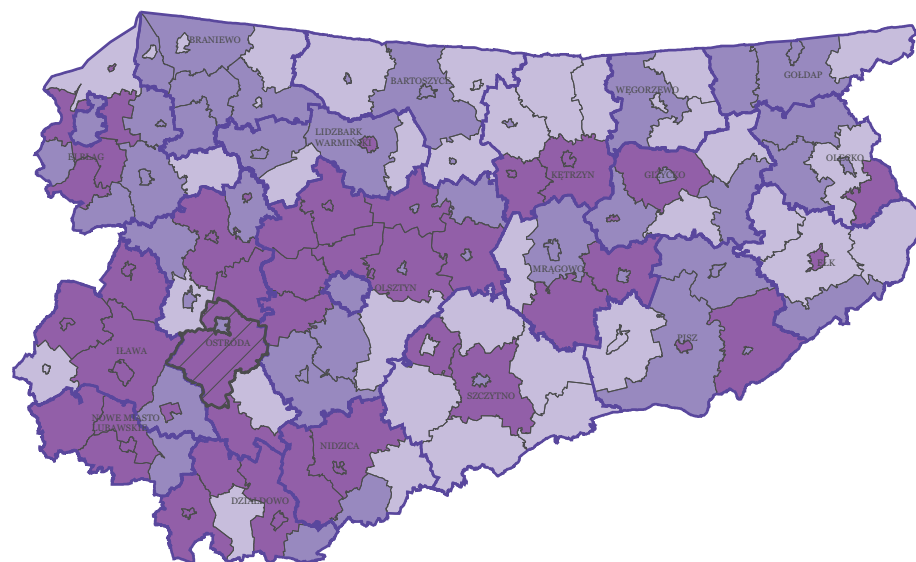 BRANIEWO
GOŁDAP
BARTOSZYCE
WĘGORZEWO
LIDZBARK
WARMIŃSKI
ELBLĄG
OLECKO
KĘTRZYN
GIŻYCKO
EŁK
MRĄGOWO
OLSZTYN
OSTRÓDA
PISZ
IŁAWA
SZCZYTNO
NOWE MIASTO
LUBAWSKIE
NIDZICA
DZIAŁDOWO